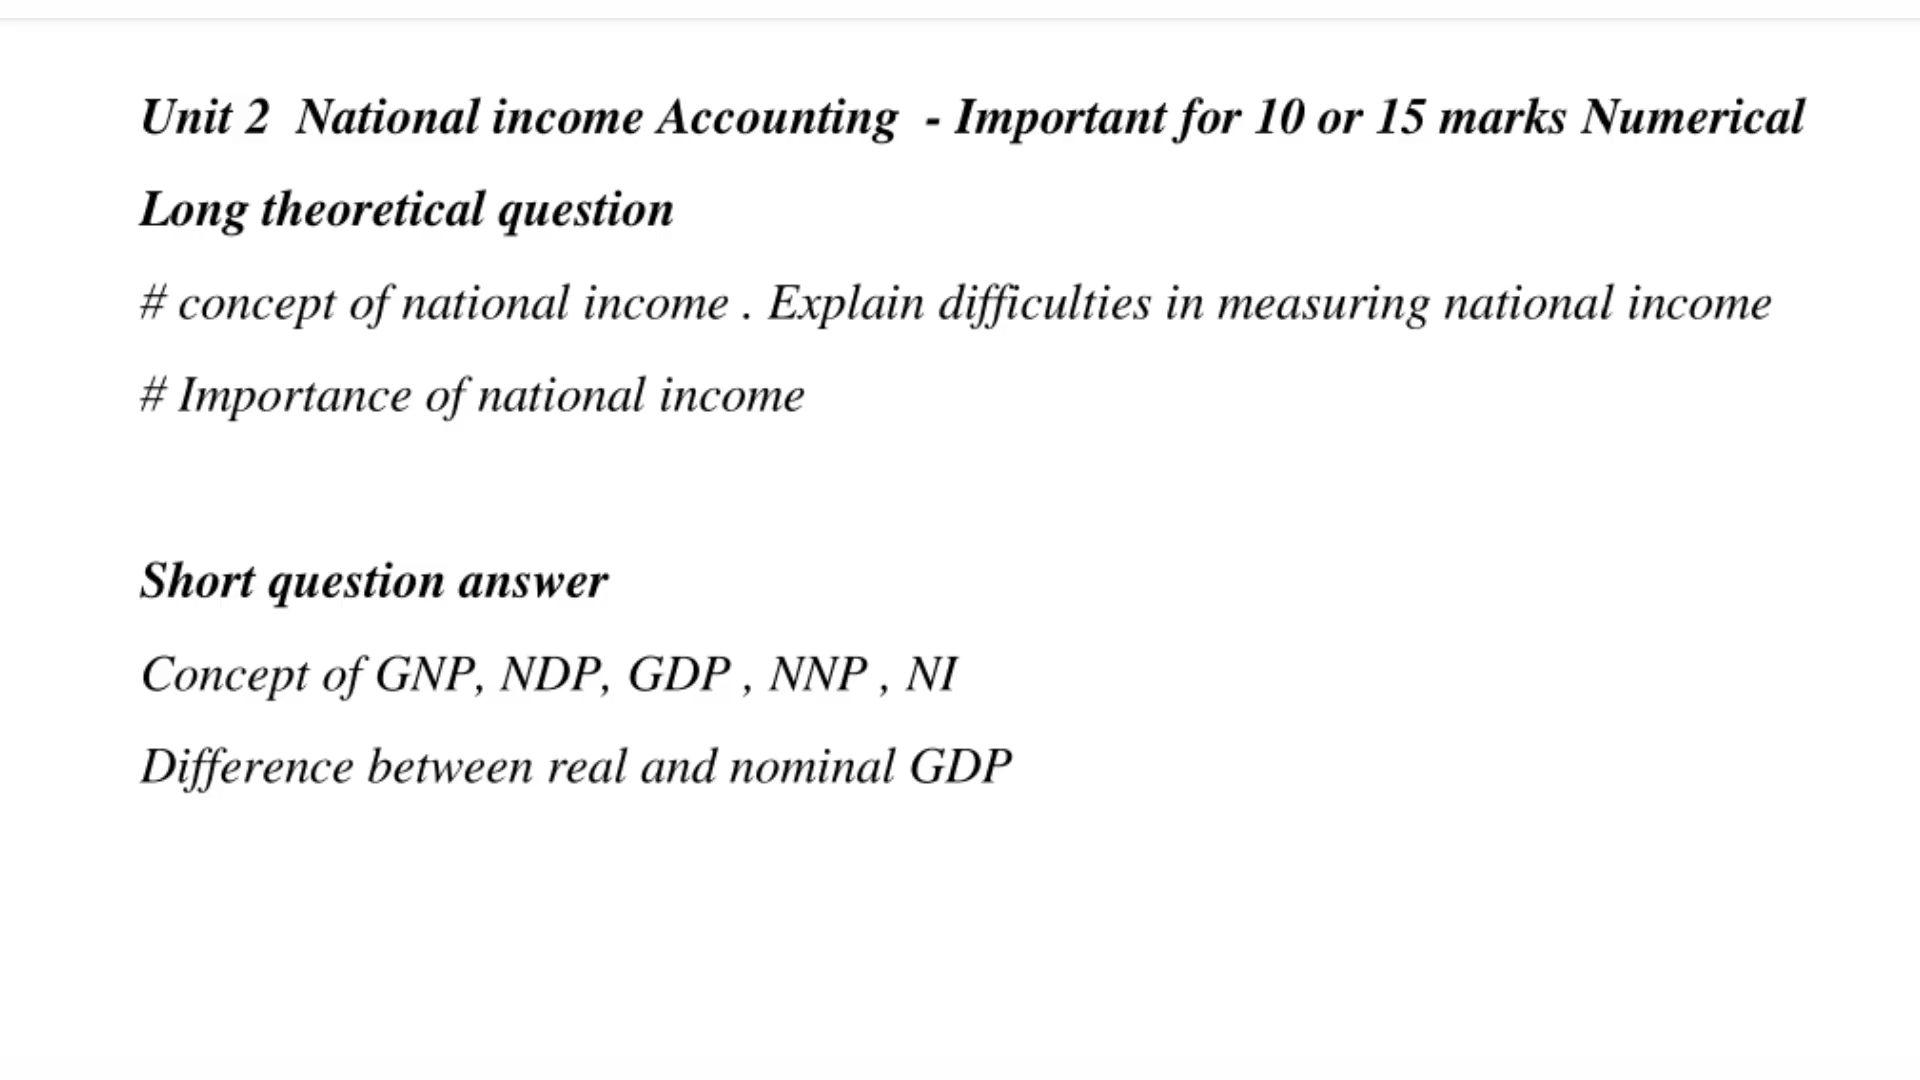 Unit 2 National income Accounting - Important for 10 or 15 marks Numerical
Long theoretical question
# concept of national income . Explain difficulties in measuring national income
# Importance of national income
Short question answer
Concept of GNP, NDP, GDP , NNP , NI
Difference between real and nominal GDP